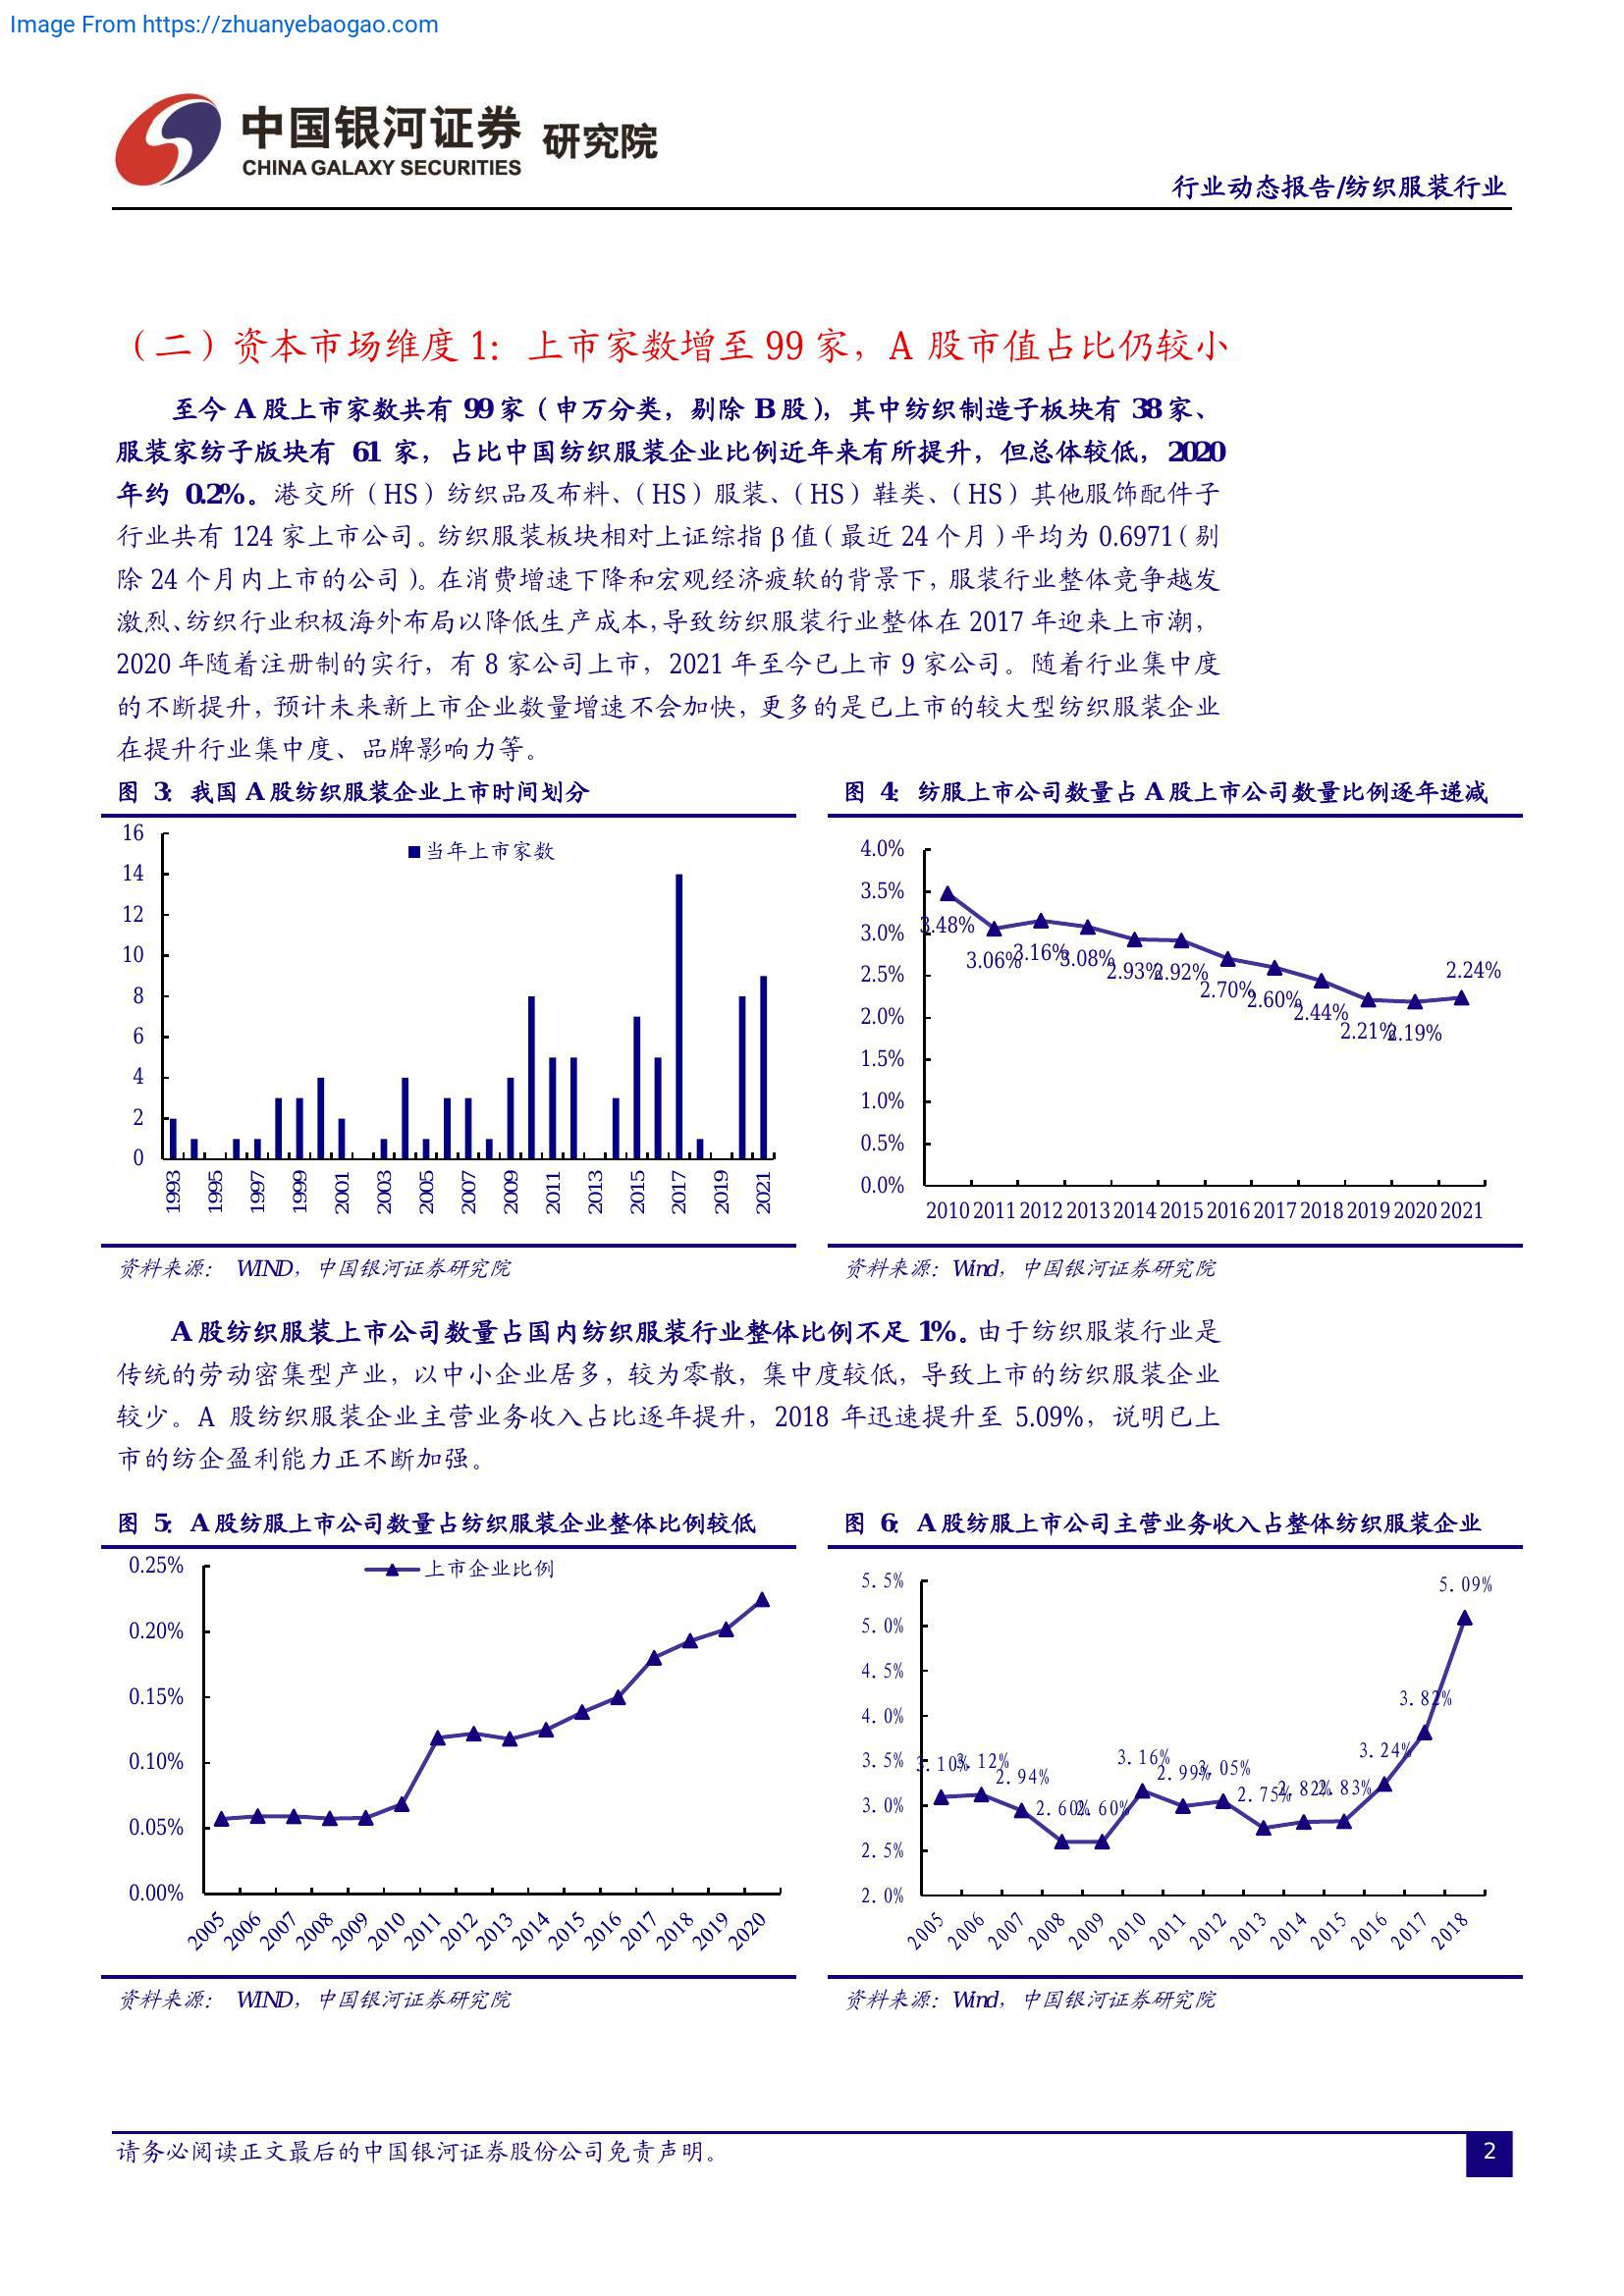 Image From https://zhuanyebaogao.com
中国银河证券 研究院
CHINA GALAXY SECURITIES
行业动态报告/纺织服装行业
（二）资本市场维度 1：上市家数增至 99 家，A 股市值占比仍较小
至今 A 股上市家数共有 99 家（申万分类，剔除 B 股），其中纺织制造子板块有 38 家、
服装家纺子版块有 61 家，占比中国纺织服装企业比例近年来有所提升，但总体较低，2020
年约 0.2%。港交所（HS）纺织品及布料、（HS）服装、（HS）鞋类、（HS）其他服饰配件子
行业共有 124 家上市公司。纺织服装板块相对上证综指 β 值（最近 24 个月）平均为 0.6971（剔
除 24 个月内上市的公司）。在消费增速下降和宏观经济疲软的背景下，服装行业整体竞争越发
激烈、纺织行业积极海外布局以降低生产成本，导致纺织服装行业整体在 2017 年迎来上市潮，
2020 年随着注册制的实行，有 8 家公司上市，2021 年至今已上市 9 家公司。随着行业集中度
的不断提升，预计未来新上市企业数量增速不会加快，更多的是已上市的较大型纺织服装企业
在提升行业集中度、品牌影响力等。
图 3：我国 A 股纺织服装企业上市时间划分
当年上市家数
16
14
12
10
8
6
4
2
0
1993 1995 1997 1999 2001 2003 2005 2007 2009 2011 2013 2015 2017 2019 2021
资料来源： WIND，中国银河证券研究院
图 4：纺服上市公司数量占 A 股上市公司数量比例逐年递减
4.0%
3.5%
3.0%
2.5%
2.0%
1.5%
1.0%
0.5%
0.0%
3.48% 3.06% 3.16% 3.08% 2.93% 2.92% 2.70% 2.60% 2.44% 2.21% 2.19% 2.24%
2010 2011 2012 2013 2014 2015 2016 2017 2018 2019 2020 2021
资料来源：Wind，中国银河证券研究院
A 股纺织服装上市公司数量占国内纺织服装行业整体比例不足 1%。由于纺织服装行业是
传统的劳动密集型产业，以中小企业居多，较为零散，集中度较低，导致上市的纺织服装企业
较少。A 股纺织服装企业主营业务收入占比逐年提升，2018 年迅速提升至 5.09%，说明已上
市的纺企盈利能力正不断加强。
图 5：A 股纺服上市公司数量占纺织服装企业整体比例较低
上市企业比例
0.25%
0.20%
0.15%
0.10%
0.05%
0.00%
2005 2006 2007 2008 2009 2010 2011 2012 2013 2014 2015 2016 2017 2018 2019 2020
资料来源： WIND，中国银河证券研究院
图 6：A 股纺服上市公司主营业务收入占整体纺织服装企业
5.5%
5.0%
4.5%
4.0%
3.5%
3.0%
2.5%
2.0%
3.10% 3.12% 2.94% 2.60% 2.60% 3.16% 2.99% 3.05% 2.75% 2.82% 2.83% 3.24% 3.82% 5.09%
2005 2006 2007 2008 2009 2010 2011 2012 2013 2014 2015 2016 2017 2018
资料来源：Wind，中国银河证券研究院
请务必阅读正文最后的中国银河证券股份公司免责声明。
2